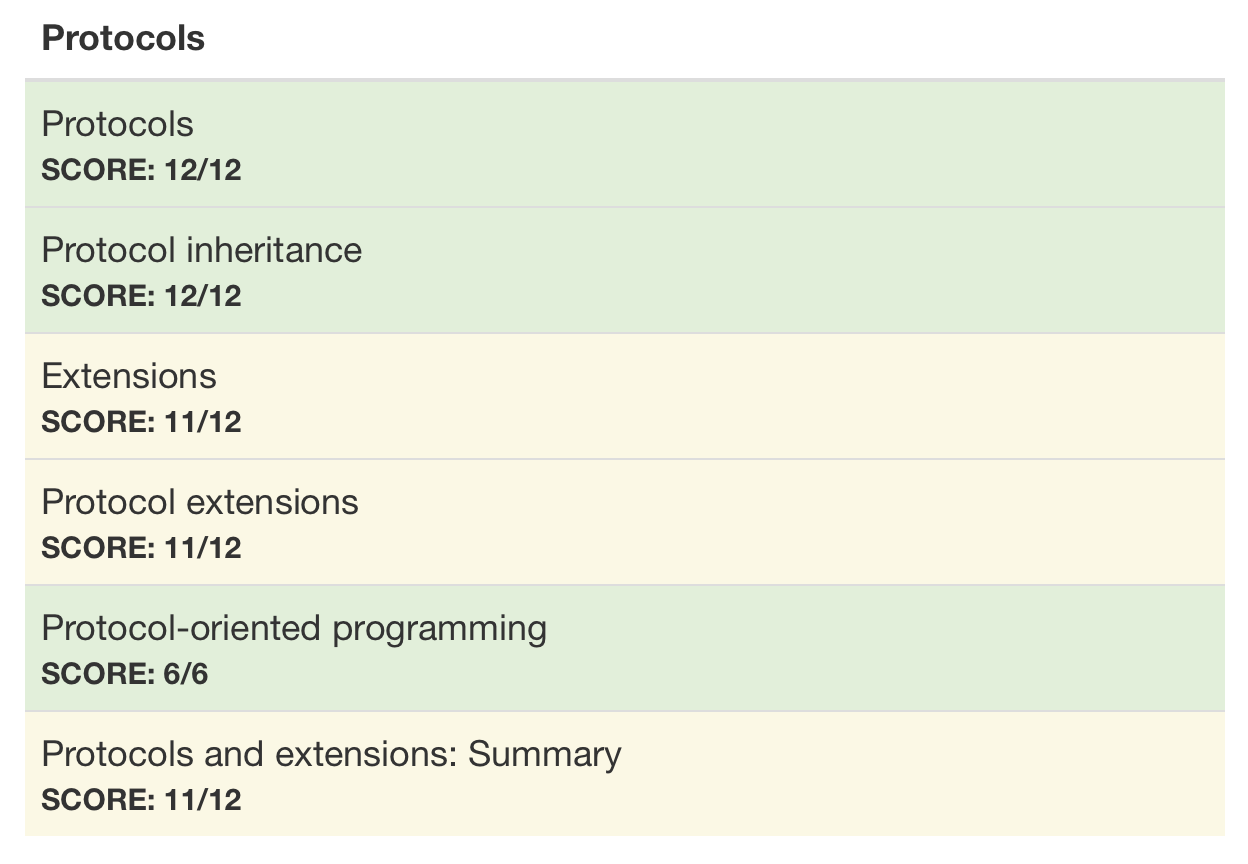 Protocols
Protocols
SCORE: 12/12
Protocol inheritance
SCORE: 12/12
Extensions
SCORE: 11/12
Protocol extensions
SCORE: 11/12
Protocol-oriented programming
SCORE: 6/6
Protocols and extensions: Summary
SCORE: 11/12